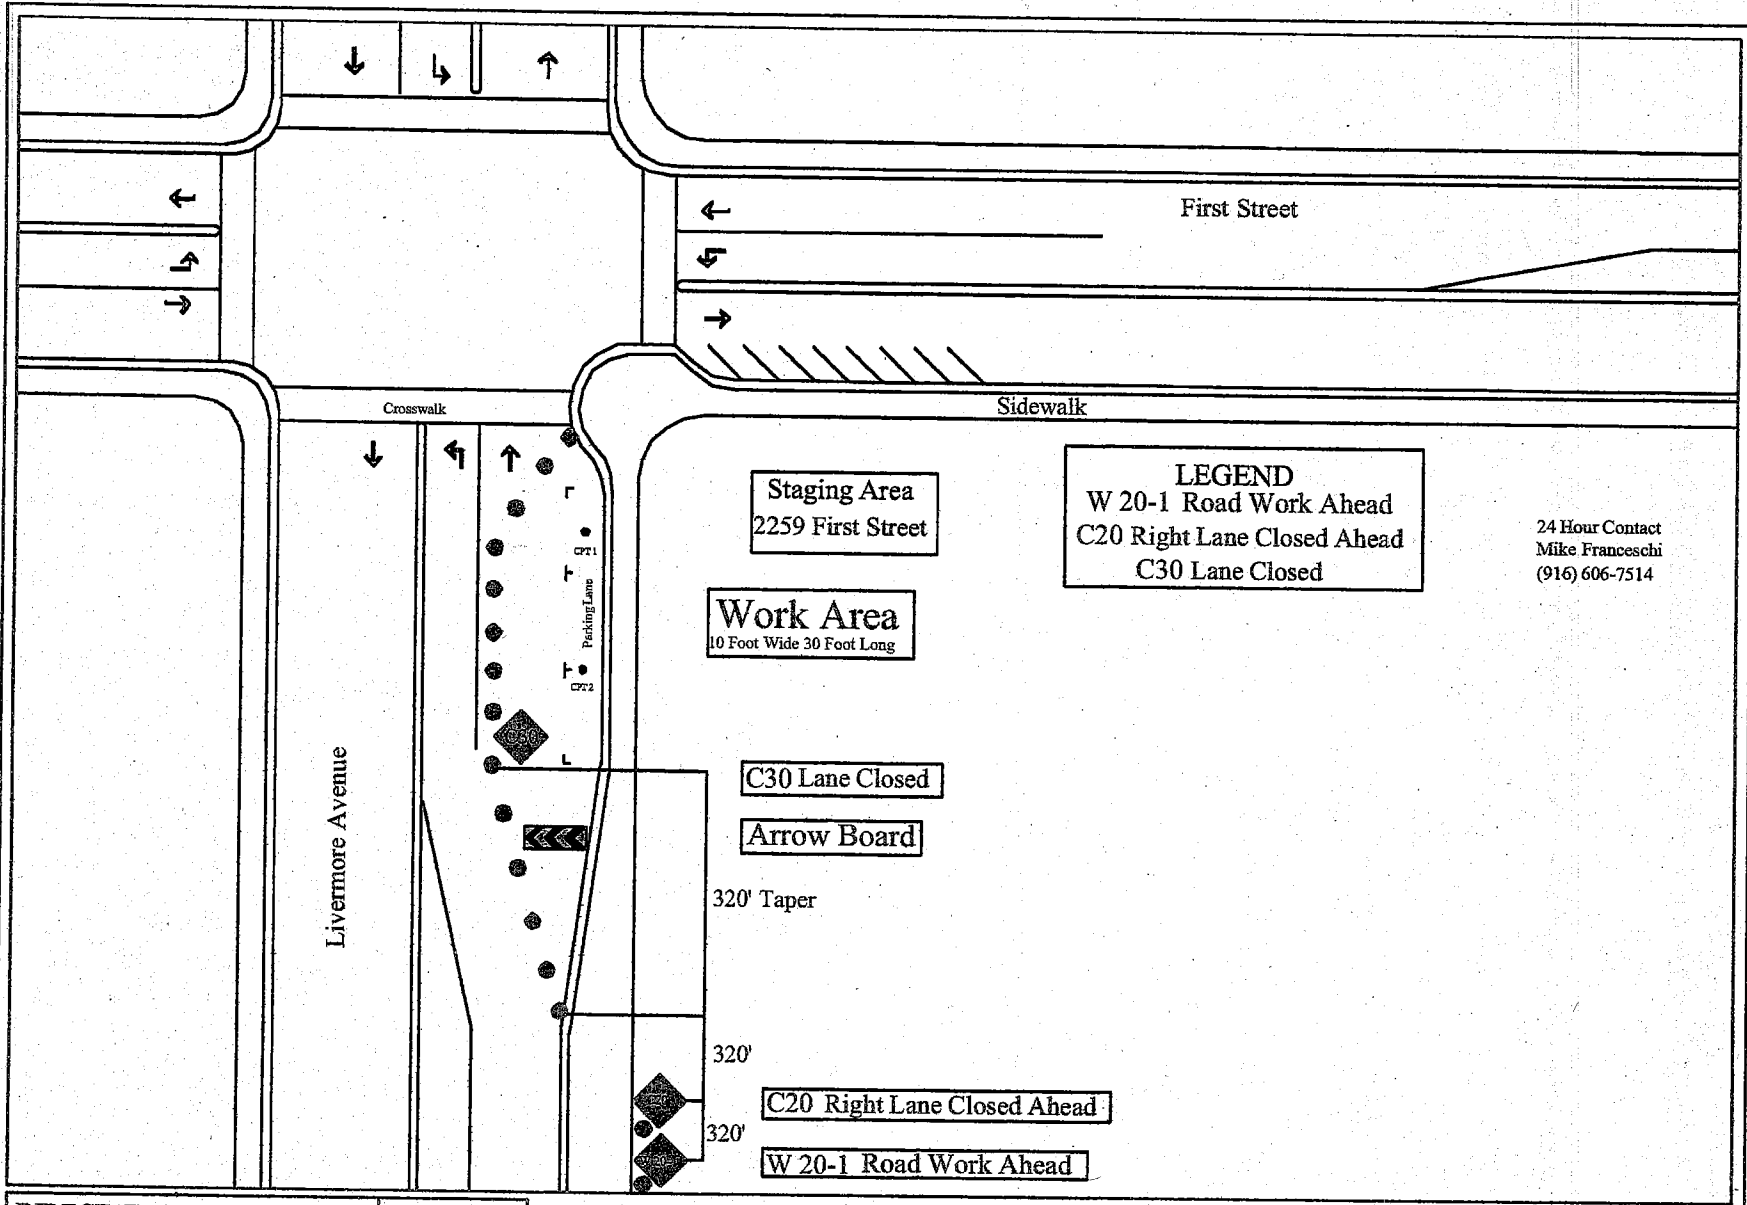 First Street
Crosswalk
Sidewalk
Staging Area
2259 First Street
LEGEND
W 20-1 Road Work Ahead
C20 Right Lane Closed Ahead
C30 Lane Closed
24 Hour Contact
Mike Franceschi
(916) 606-7514
CPT1
Parking Lane
Work Area
10 Foot Wide 30 Foot Long
CPT2
C30
C30 Lane Closed
Livermore Avenue
Arrow Board
320' Taper
320'
C20 Right Lane Closed Ahead
320'
W 20-1 Road Work Ahead